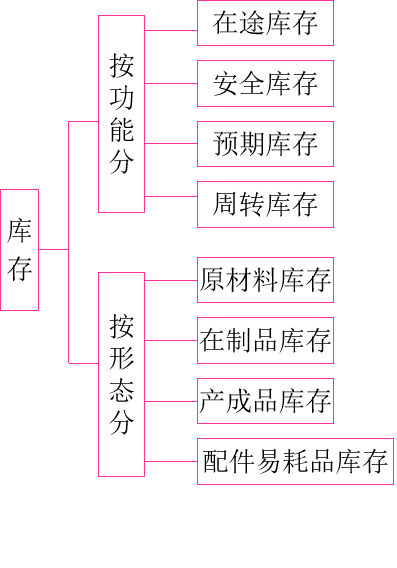 库存
按功能分
在途库存
安全库存
预期库存
周转库存
按形态分
原材料库存
在制品库存
产成品库存
配件易耗品库存